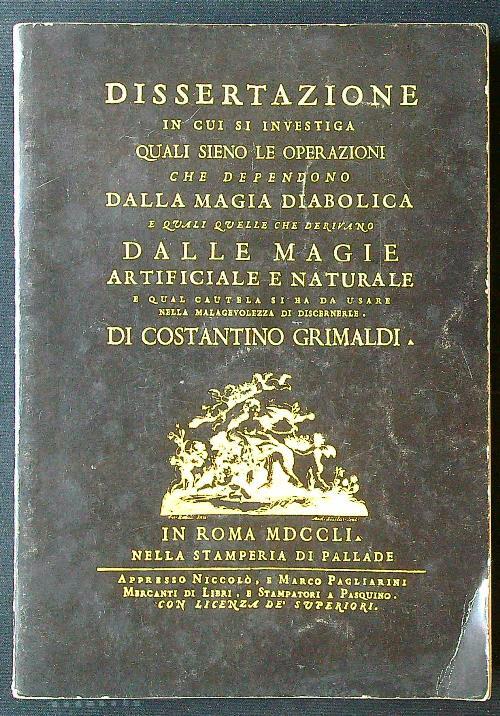 DISSERTAZIONE
IN CUI SI INVESTIGA
QUALI SIENO LE OPERAZIONI
CHE DEPENDONO
DALLA MAGIA DIABOLICA
E QUALI QUELLE CHE DERIVANO
DALLE MAGIE
ARTIFICIALE E NATURALE
E QUAL CAUTELA SI HA DA USARE
NELLA MALAGEVOLEZZA DI DISCERNERLE.
DI COSTANTINO GRIMALDI.
IN ROMA MDCCLI.
NELLA STAMPERIA DI PALLADE
APPRESSO NICCOLÒ, E MARCO PAGLIARINI
MERCANTI DI LIBRI, E STAMPATORI A PASQUINO.
CON LICENZA DE' SUPERIORI.